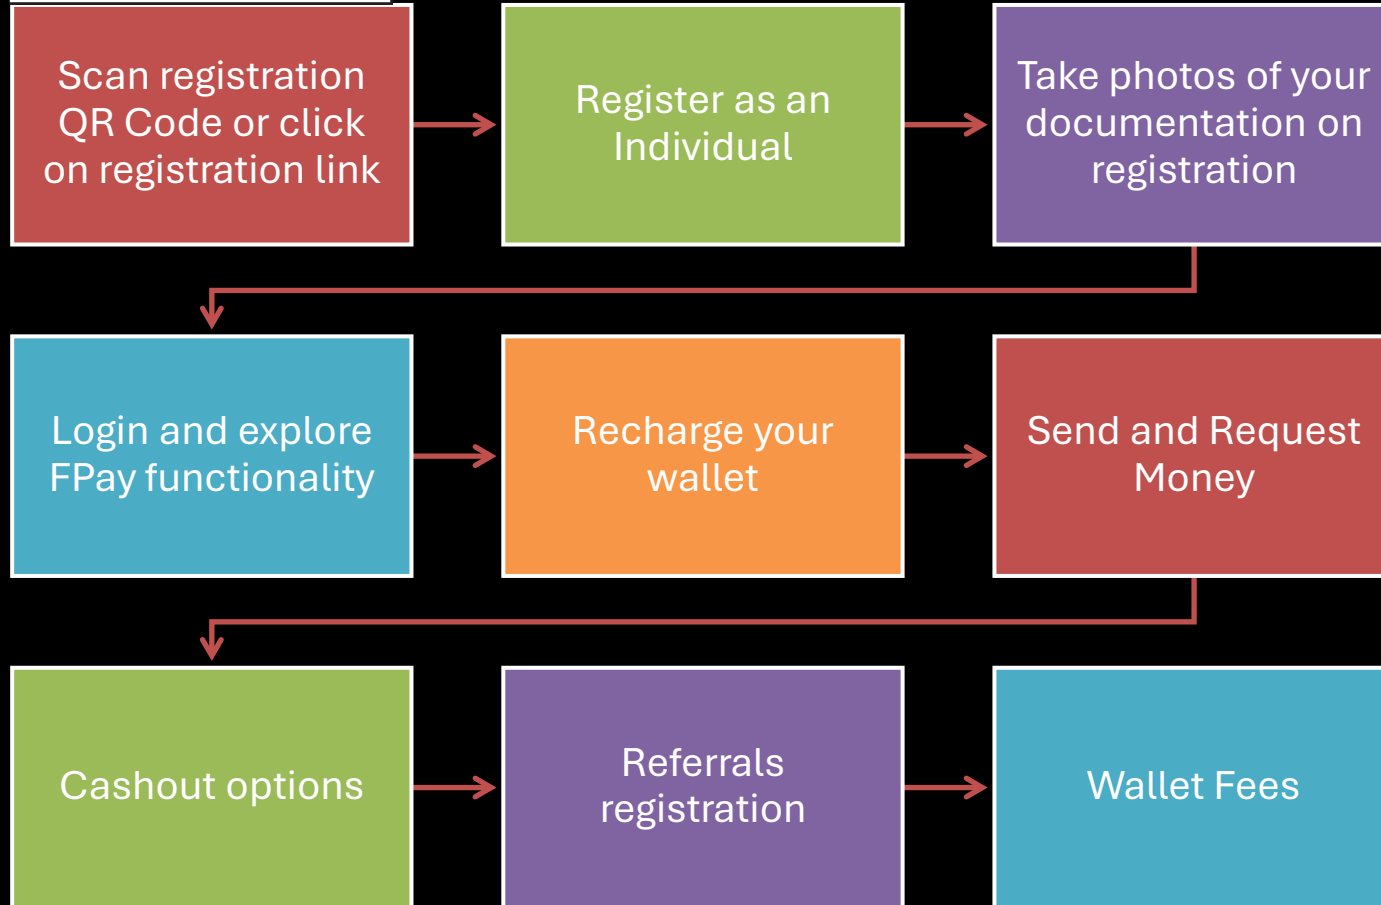 Scan registration
QR Code or click
on registration link
Register as an
Individual
Take photos of your
documentation on
registration
Login and explore
FPay functionality
Recharge your
wallet
Send and Request
Money
Cashout options
Referrals
registration
Wallet Fees